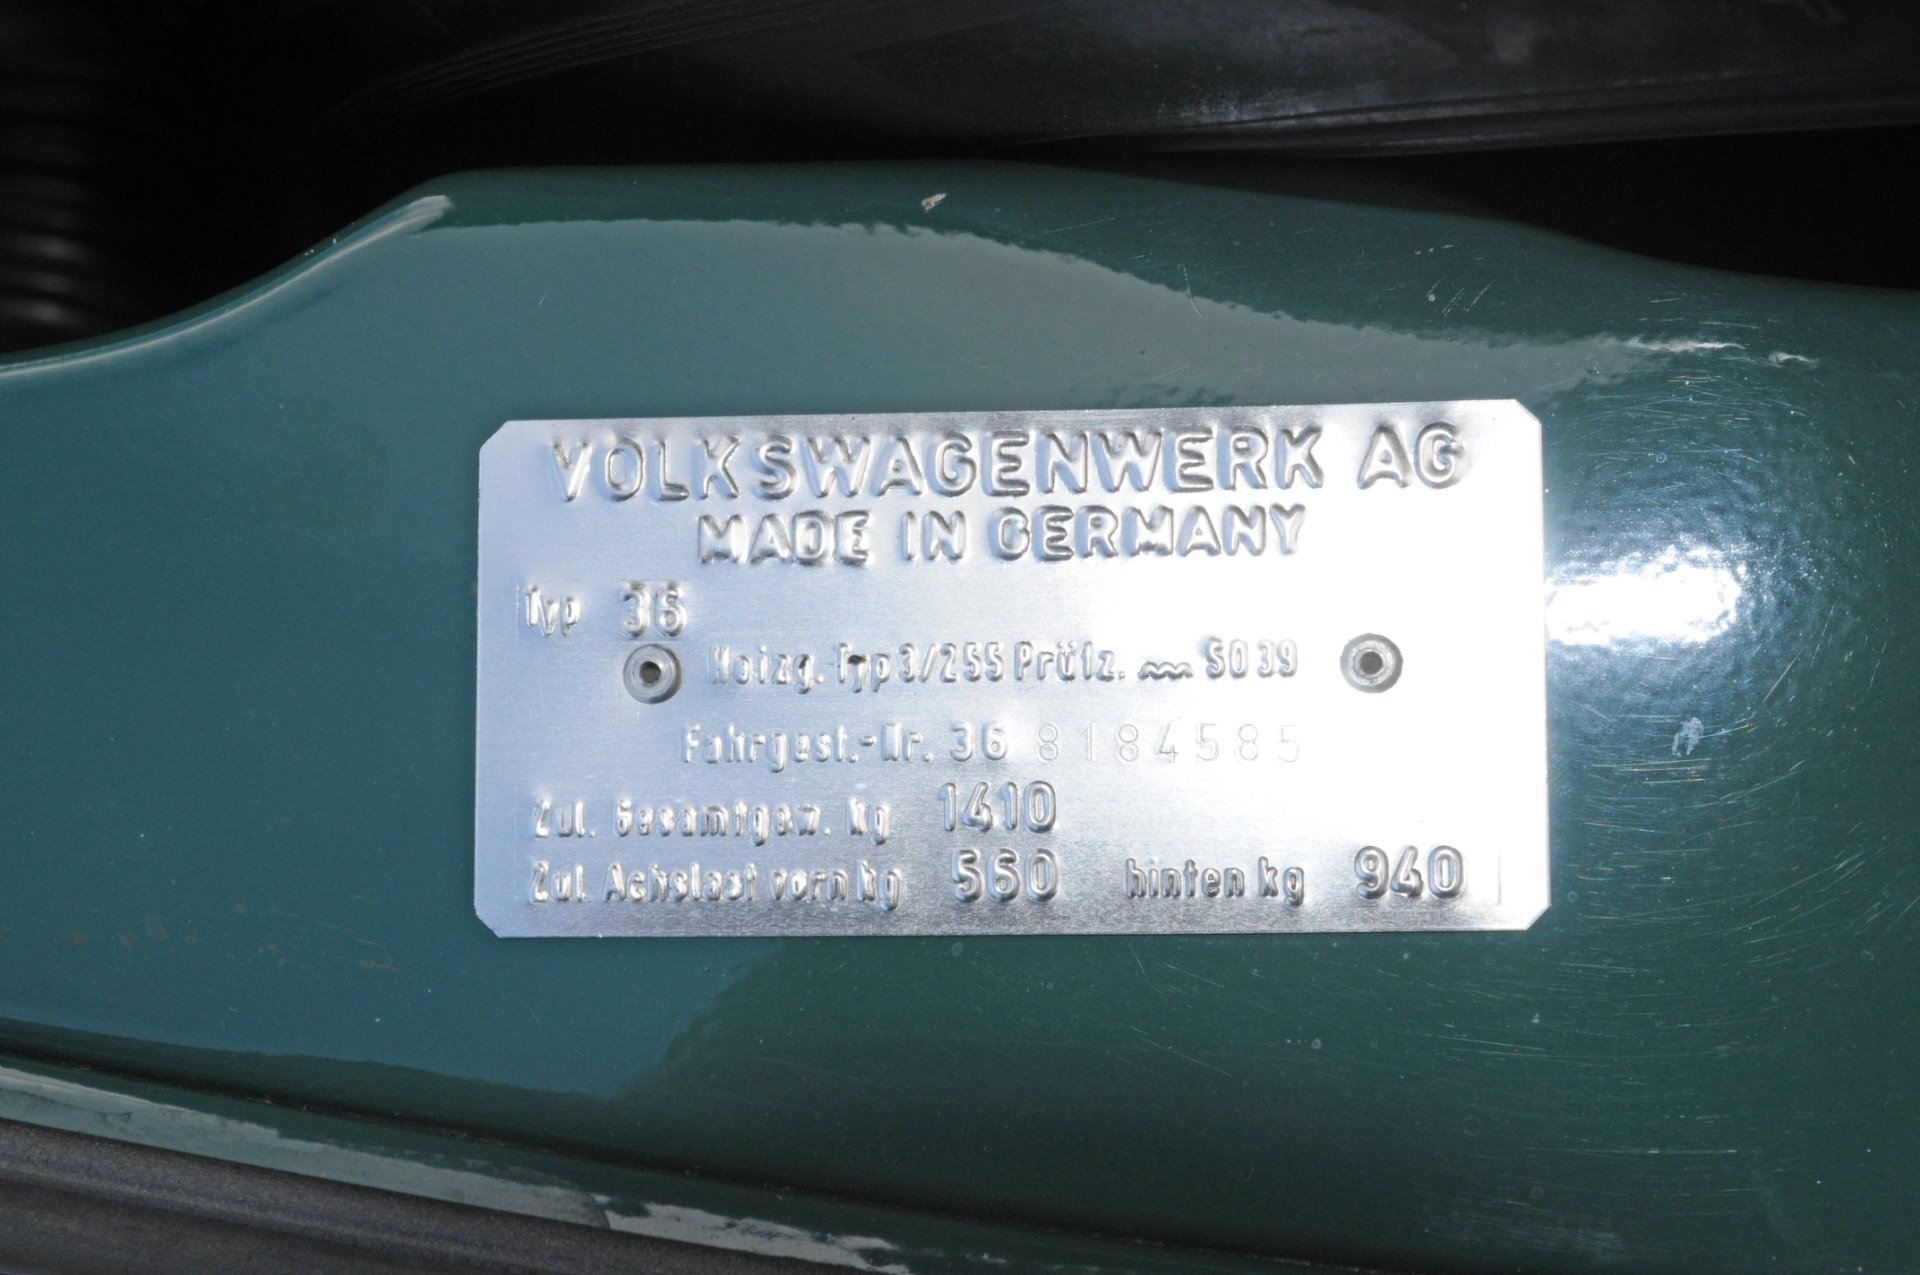 VOLKSWAGENWERK AG
MADE IN GERMANY
Typ 36
Heizg.-Typ 3/255 Prüfz. S039
Fahrgest.-Nr. 36 8184585
Zul. Gesamtgew. kg 1410
Zul. Achslast vorn kg 560 hinten kg 940